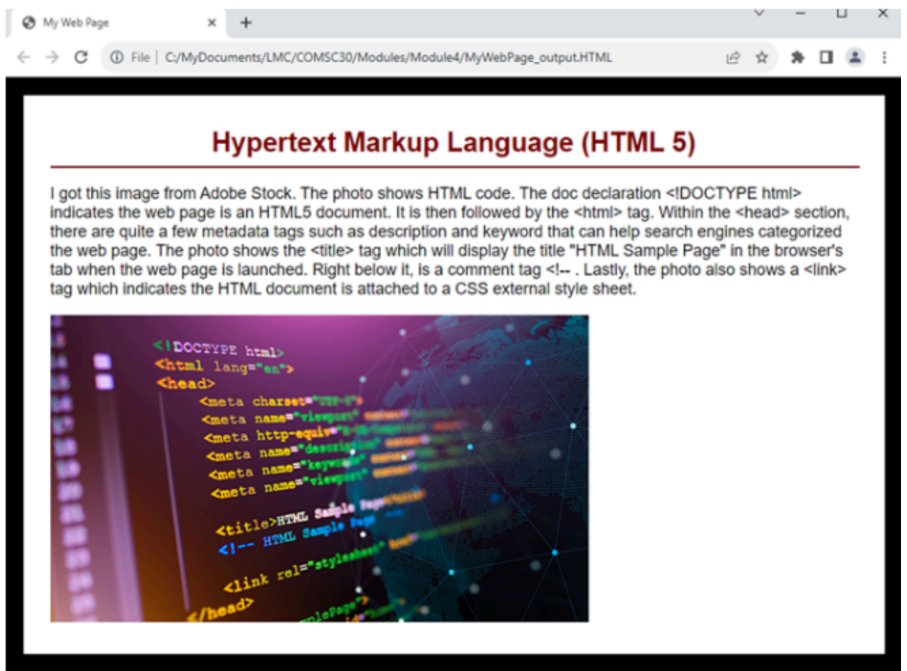 My Web Page
File | C:/MyDocuments/LMC/COMSC30/Modules/Module4/MyWebPage_output.HTML
Hypertext Markup Language (HTML 5)
I got this image from Adobe Stock. The photo shows HTML code. The doc declaration <!DOCTYPE html>
indicates the web page is an HTML5 document. It is then followed by the <html> tag. Within the <head> section,
there are quite a few metadata tags such as description and keyword that can help search engines categorized
the web page. The photo shows the <title> tag which will display the title "HTML Sample Page" in the browser's
tab when the web page is launched. Right below it, is a comment tag <!-- . Lastly, the photo also shows a <link>
tag which indicates the HTML document is attached to a CSS external style sheet.
<!DOCTYPE html>
<html lang="en">
<head>
<meta charset="UTF-8">
<meta name="viewport"
<meta http-equiv=
<meta name="description"
<meta name="keywords"
<meta name="viewport"
<title>HTML Sample Page
<!-- HTML Sample Page
<link rel="stylesheet"
</head>